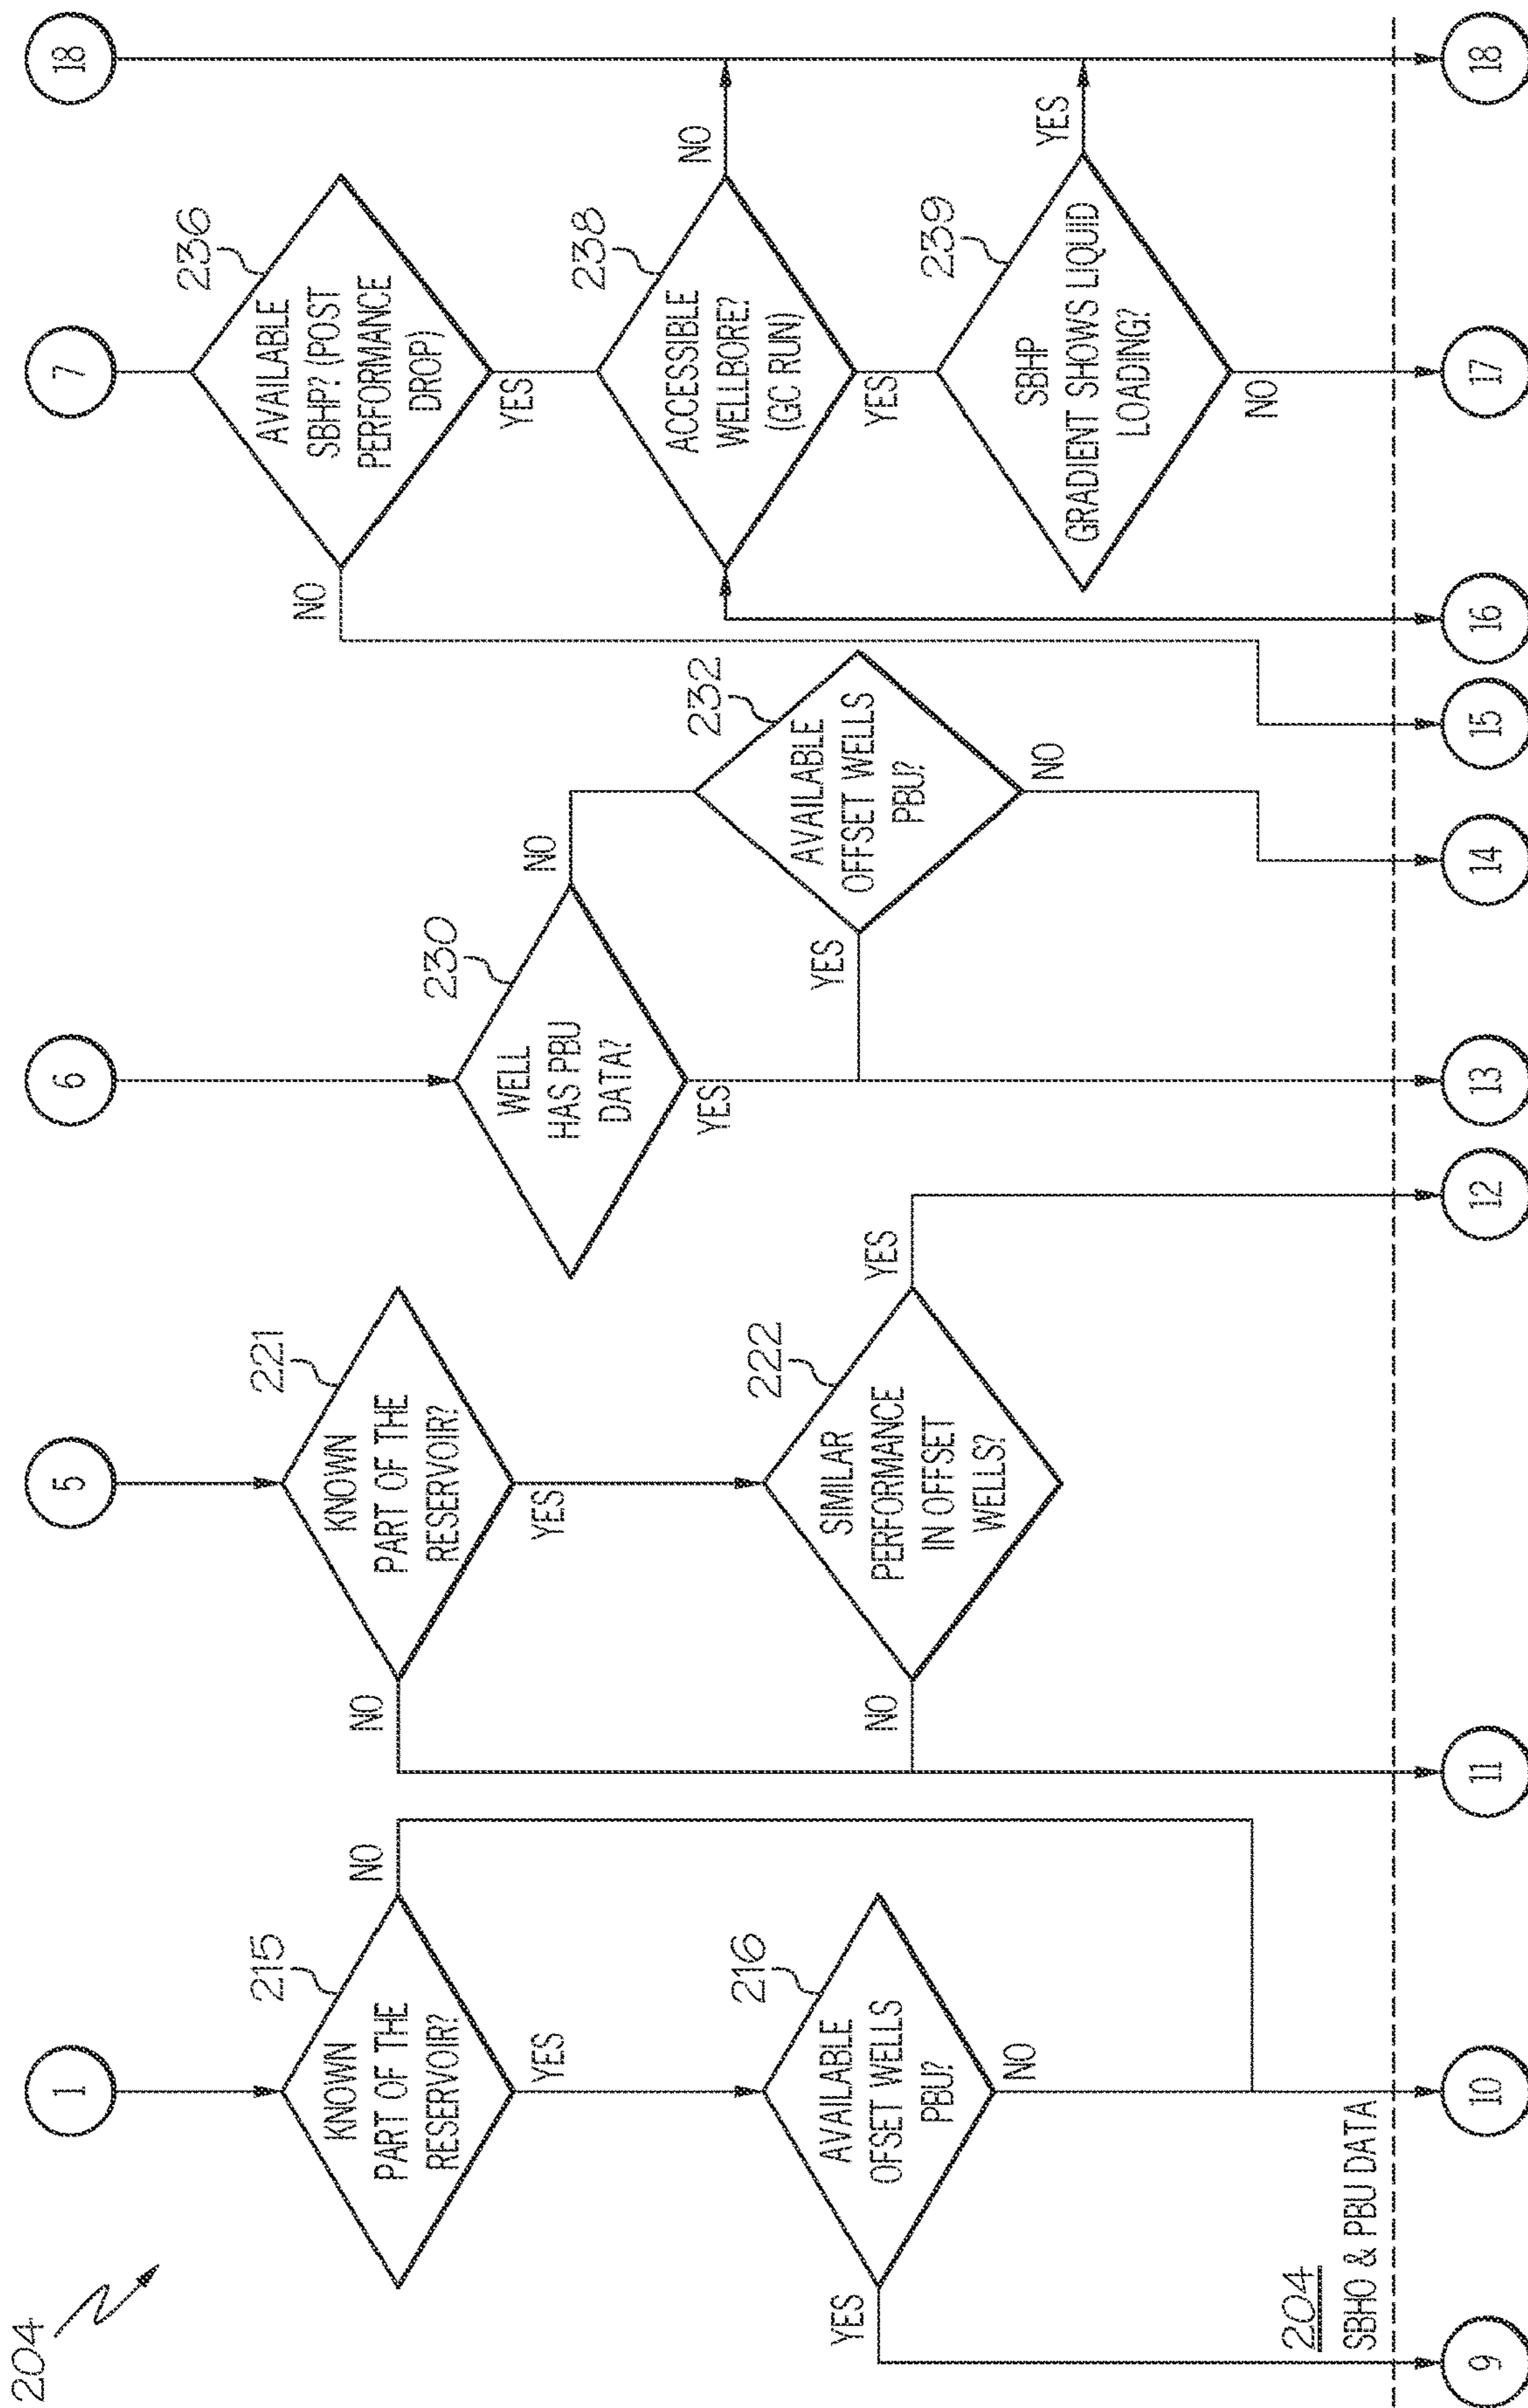 204
1
5
6
7
18
KNOWN
PART OF THE
RESERVOIR?
215
NO
YES
AVAILABLE
OFSET WELLS
PBU?
216
YES
NO
KNOWN
PART OF THE
RESERVOIR?
221
NO
YES
SIMILAR
PERFORMANCE
IN OFFSET
WELLS?
222
NO
YES
WELL
HAS PBU
DATA?
230
NO
YES
AVAILABLE
OFFSET WELLS
PBU?
232
YES
NO
AVAILABLE
SBHP? (POST
PERFORMANCE
DROP)
236
NO
YES
ACCESSIBLE
WELLBORE?
(GC RUN)
238
NO
YES
SBHP
GRADIENT SHOWS LIQUID
LOADING?
239
YES
NO
204
SBHO & PBU DATA
9
10
11
12
13
14
15
16
17
18